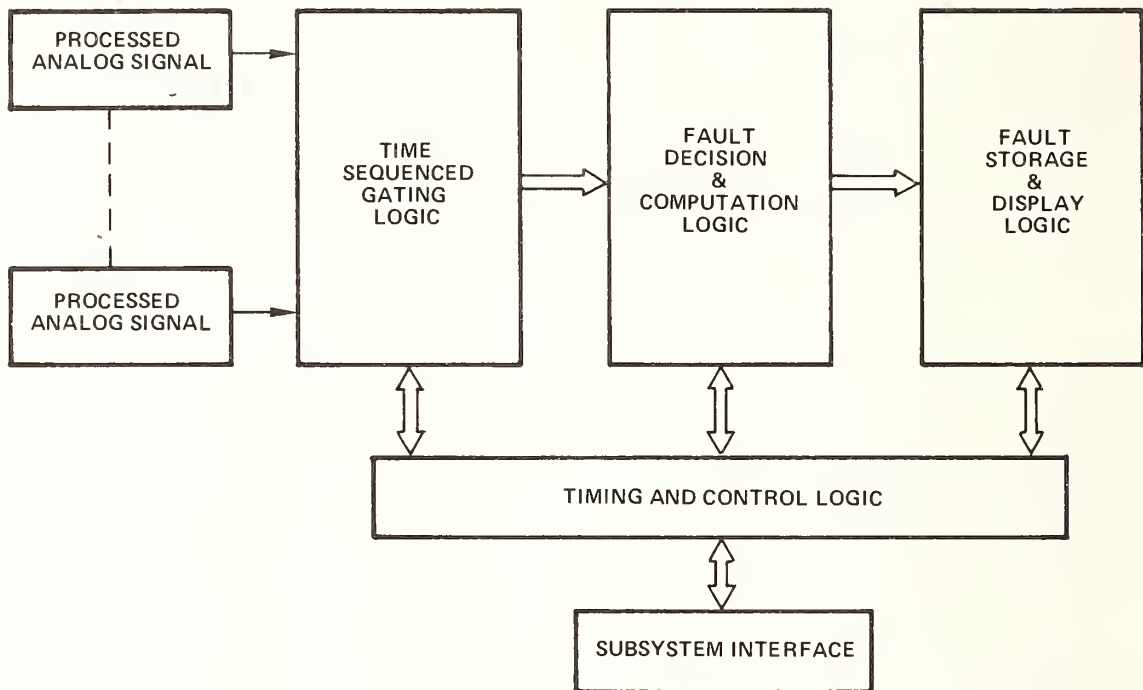 PROCESSED
ANALOG SIGNAL
TIME
SEQUENCED
GATING
LOGIC
FAULT
DECISION
&
COMPUTATION
LOGIC
FAULT
STORAGE
&
DISPLAY
LOGIC
PROCESSED
ANALOG SIGNAL
TIMING AND CONTROL LOGIC
SUBSYSTEM INTERFACE